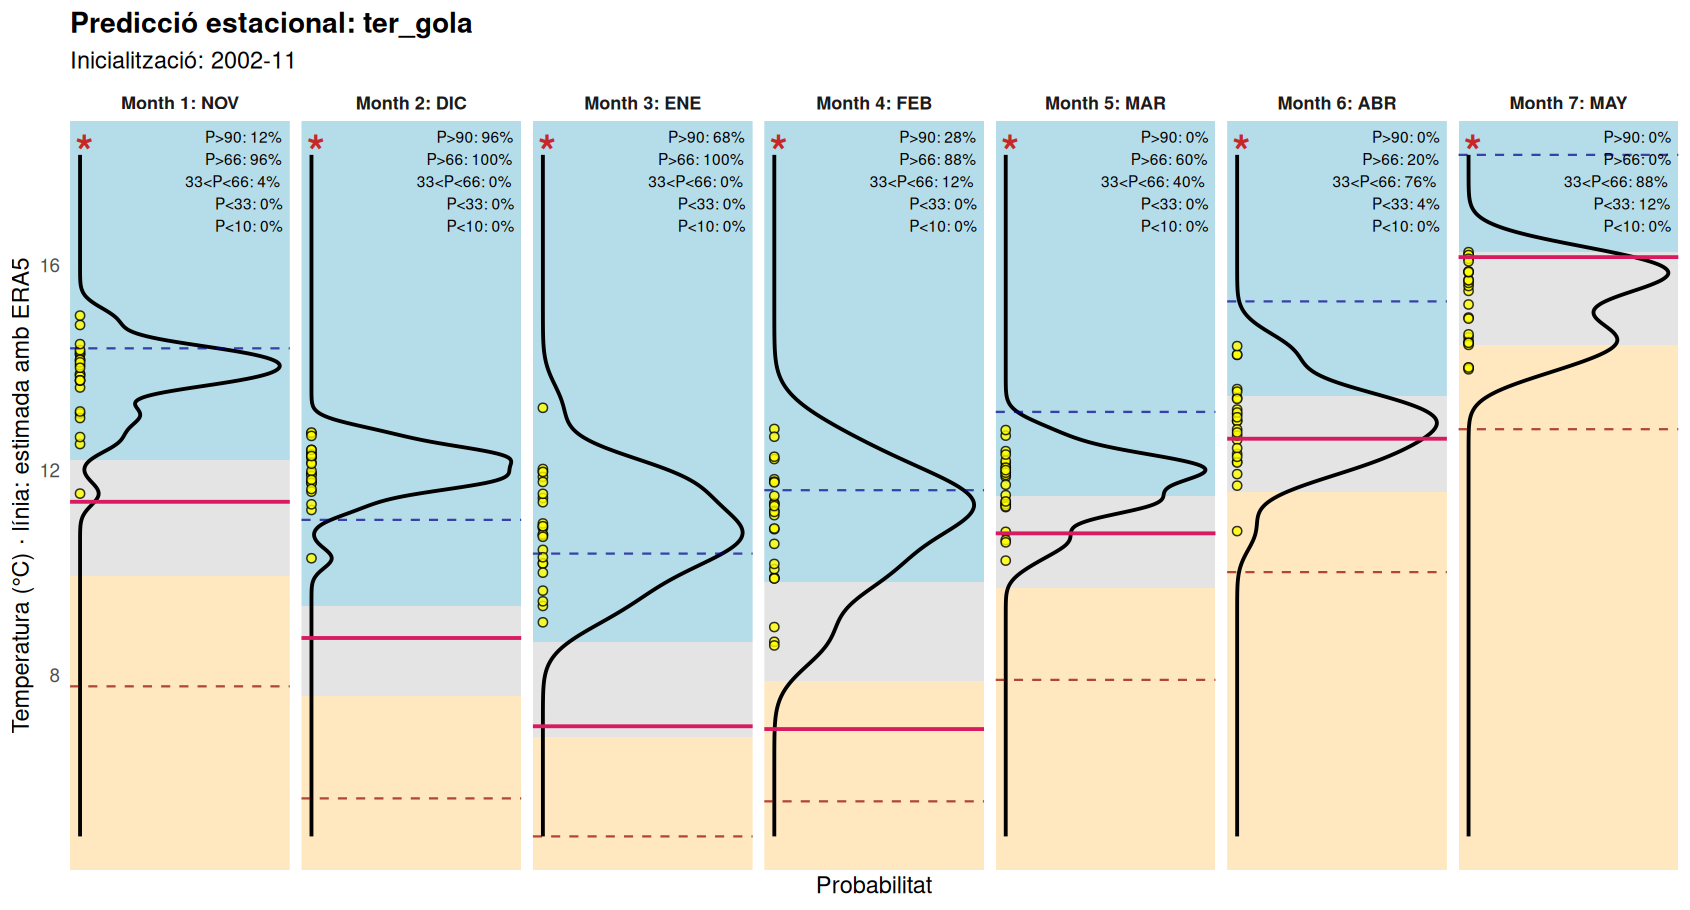 Predicció estacional: ter_gola
Inicialització: 2002-11
Month 1: NOV
Month 2: DIC
Month 3: ENE
Month 4: FEB
Month 5: MAR
Month 6: ABR
Month 7: MAY
*
P>90: 12%
P>66: 96%
33<P<66: 4%
P<33: 0%
P<10: 0%
*
P>90: 96%
P>66: 100%
33<P<66: 0%
P<33: 0%
P<10: 0%
*
P>90: 68%
P>66: 100%
33<P<66: 0%
P<33: 0%
P<10: 0%
*
P>90: 28%
P>66: 88%
33<P<66: 12%
P<33: 0%
P<10: 0%
*
P>90: 0%
P>66: 60%
33<P<66: 40%
P<33: 0%
P<10: 0%
*
P>90: 0%
P>66: 20%
33<P<66: 76%
P<33: 4%
P<10: 0%
*
P>90: 0%
P>66: 0%
33<P<66: 88%
P<33: 12%
P<10: 0%
16
12
8
Temperatura (°C) · línia: estimada amb ERA5
Probabilitat